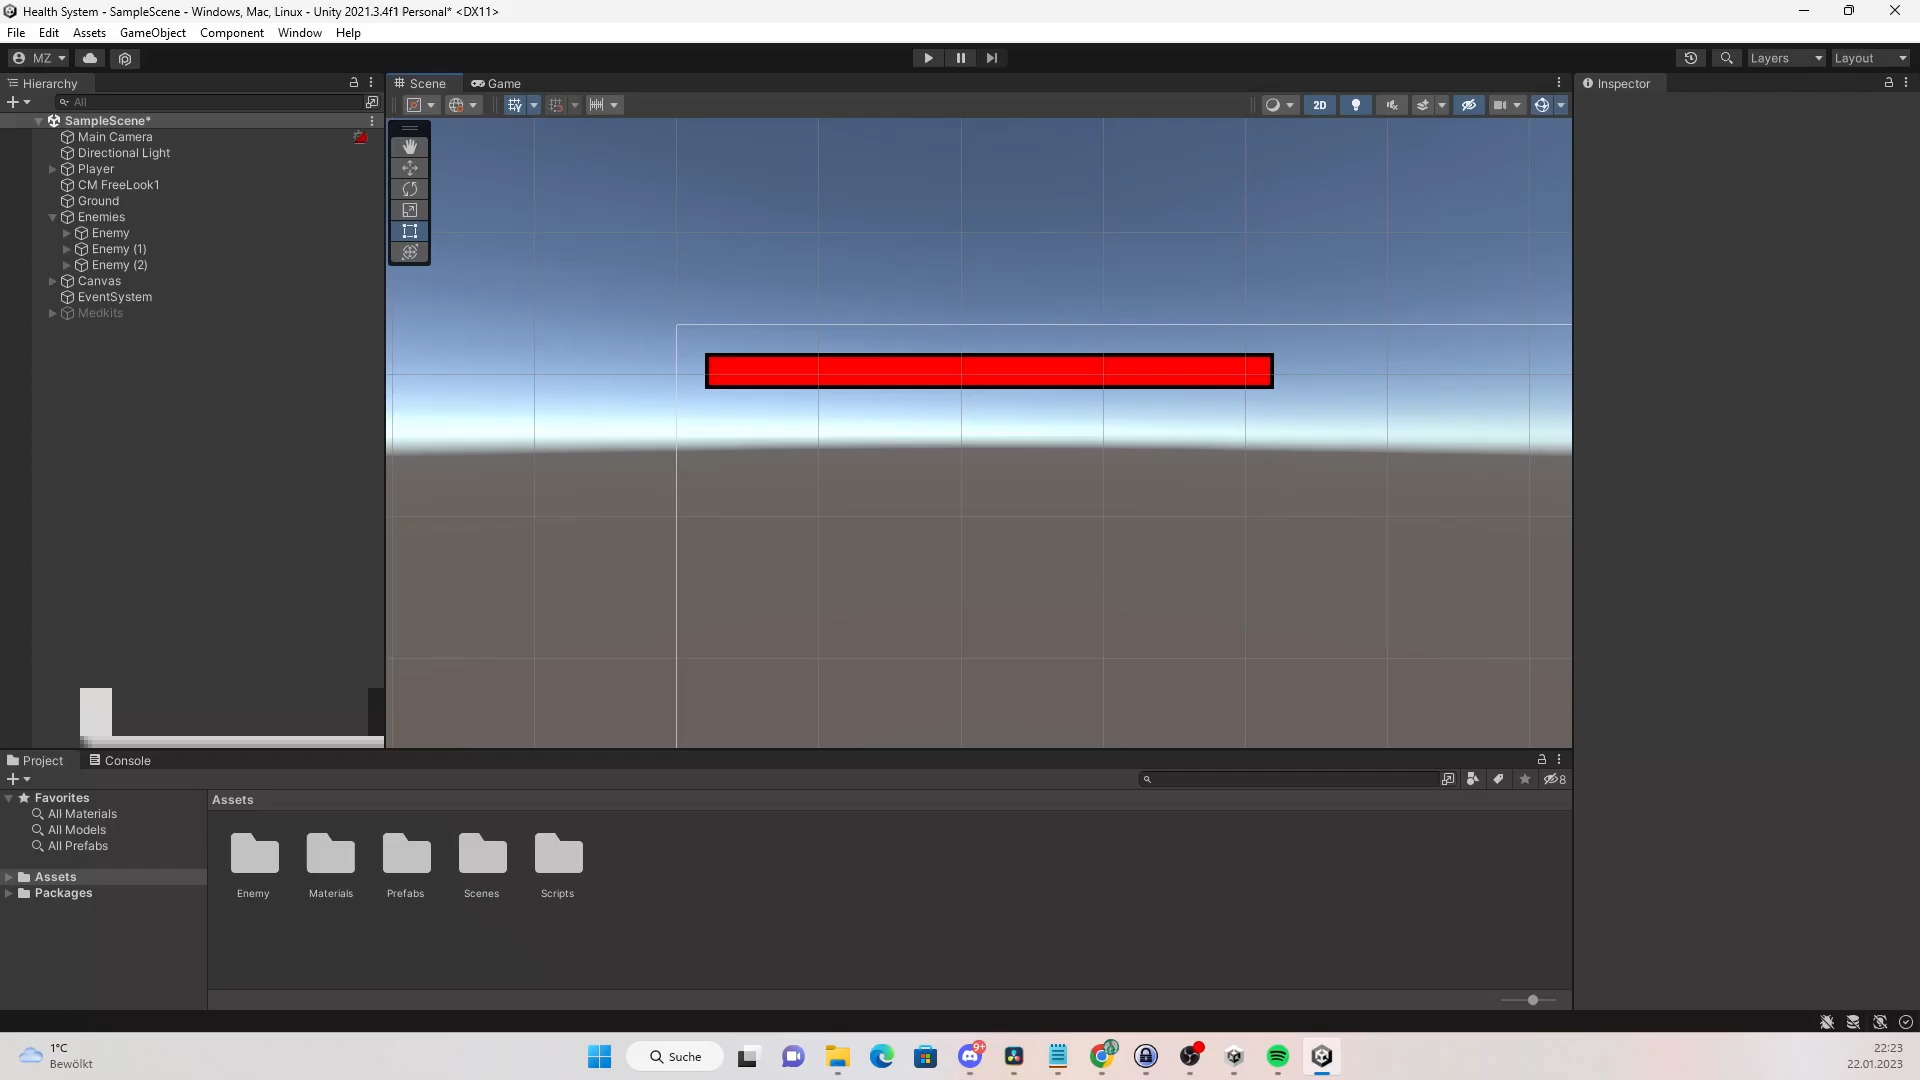 Health System - SampleScene - Windows, Mac, Linux - Unity 2021.3.4f1 Personal* <DX11>
File Edit Assets GameObject Component Window Help
MZ
Layers
Layout
Hierarchy
Scene
Game
Inspector
All
2D
SampleScene*
Main Camera
Directional Light
Player
CM FreeLook1
Ground
Enemies
Enemy
Enemy (1)
Enemy (2)
Canvas
EventSystem
Medkits
Project
Console
8
Favorites
All Materials
All Models
All Prefabs
Assets
Packages
Assets
Enemy
Materials
Prefabs
Scenes
Scripts
1°C
Bewölkt
Suche
9+
22:23
22.01.2023